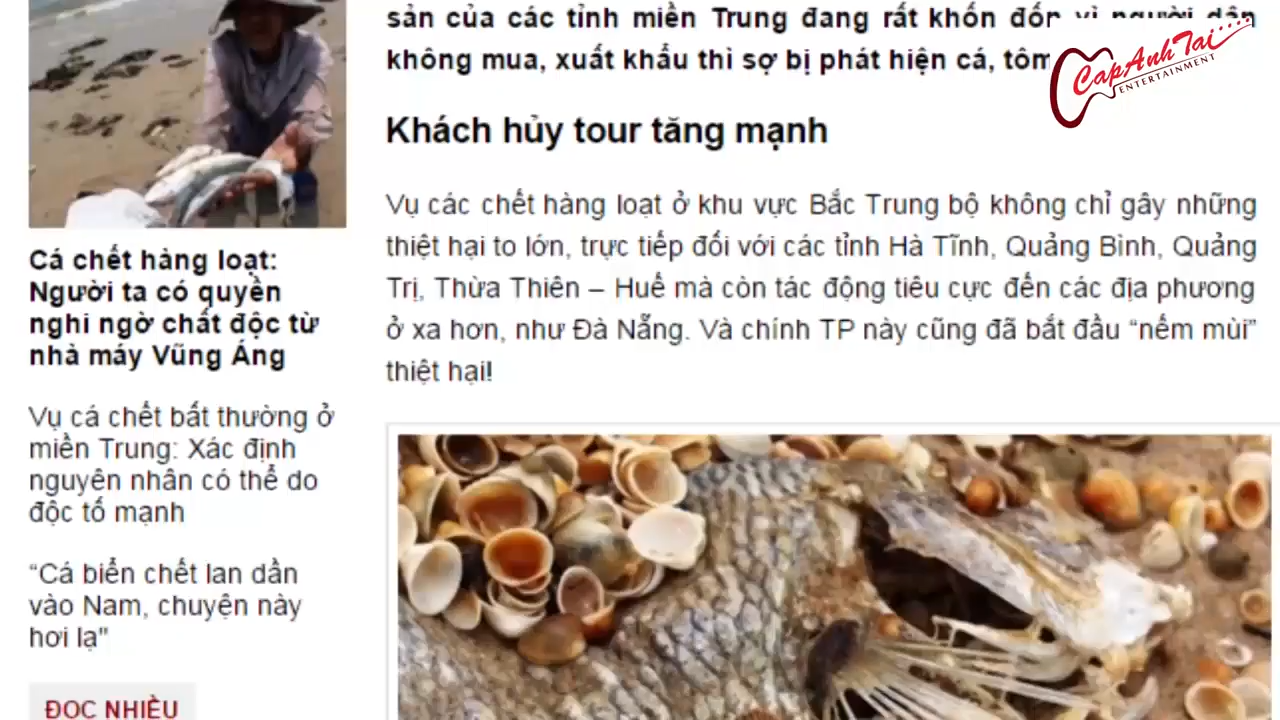 Cá chết hàng loạt:
Người ta có quyền
nghi ngờ chất độc từ
nhà máy Vũng Áng
Vụ cá chết bất thường ở
miền Trung: Xác định
nguyên nhân có thể do
độc tố mạnh
“Cá biển chết lan dần
vào Nam, chuyện này
hơi lạ"
ĐỌC NHIỀU
sản của các tỉnh miền Trung đang rất khốn đốn vì người dân
không mua, xuất khẩu thì sợ bị phát hiện cá, tôm
Khách hủy tour tăng mạnh
Vụ các chết hàng loạt ở khu vực Bắc Trung bộ không chỉ gây những
thiệt hại to lớn, trực tiếp đối với các tỉnh Hà Tĩnh, Quảng Bình, Quảng
Trị, Thừa Thiên – Huế mà còn tác động tiêu cực đến các địa phương
ở xa hơn, như Đà Nẵng. Và chính TP này cũng đã bắt đầu “nếm mùi”
thiệt hại!
CapAnhTai
ENTERTAINMENT